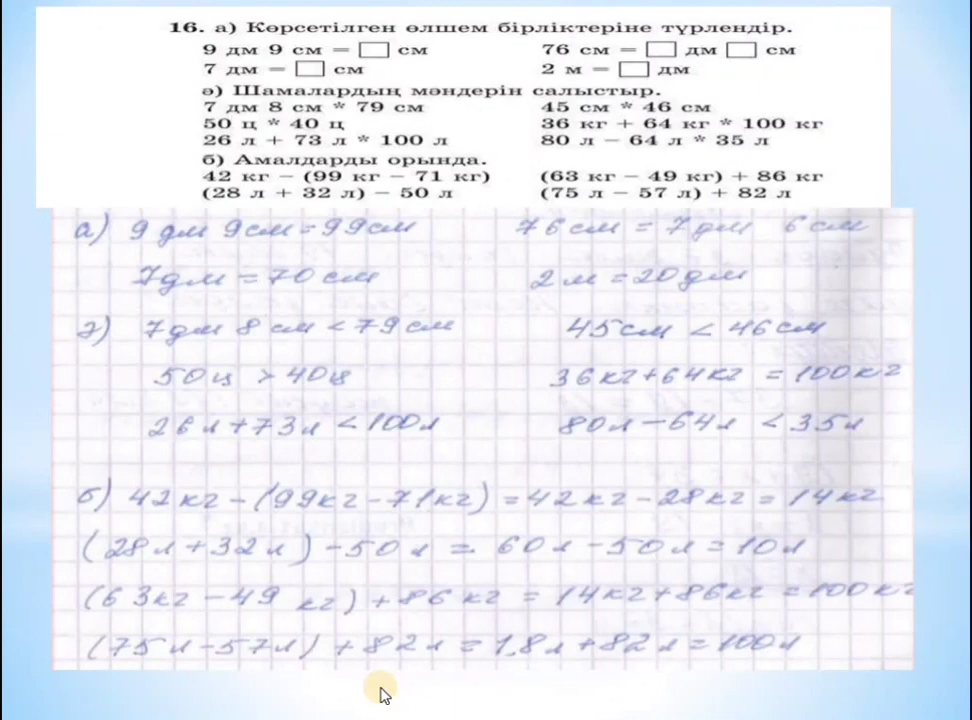 16. а) Көрсетілген өлшем бірліктеріне түрлендір.
9 дм 9 см = □ см 76 см = □ дм □ см
7 дм = □ см 2 м = □ дм
ә) Шамалардың мәндерін салыстыр.
7 дм 8 см * 79 см 45 см * 46 см
50 ц * 40 ц 36 кг + 64 кг * 100 кг
26 л + 73 л * 100 л 80 л − 64 л * 35 л
б) Амалдарды орында.
42 кг − (99 кг − 71 кг) (63 кг − 49 кг) + 86 кг
(28 л + 32 л) − 50 л (75 л − 57 л) + 82 л
а) 9 дм 9 см = 99 см 76 см = 7 дм 6 см
7 дм = 70 см 2 м = 20 дм
ә) 7 дм 8 см < 79 см 45 см < 46 см
50 ц > 40 ц 36 кг + 64 кг = 100 кг
26 л + 73 л < 100 л 80 л − 64 л < 35 л
б) 42 кг − (99 кг − 71 кг) = 42 кг − 28 кг = 14 кг
(28 л + 32 л) − 50 л = 60 л − 50 л = 10 л
(63 кг − 49 кг) + 86 кг = 14 кг + 86 кг = 100 кг
(75 л − 57 л) + 82 л = 18 л + 82 л = 100 л